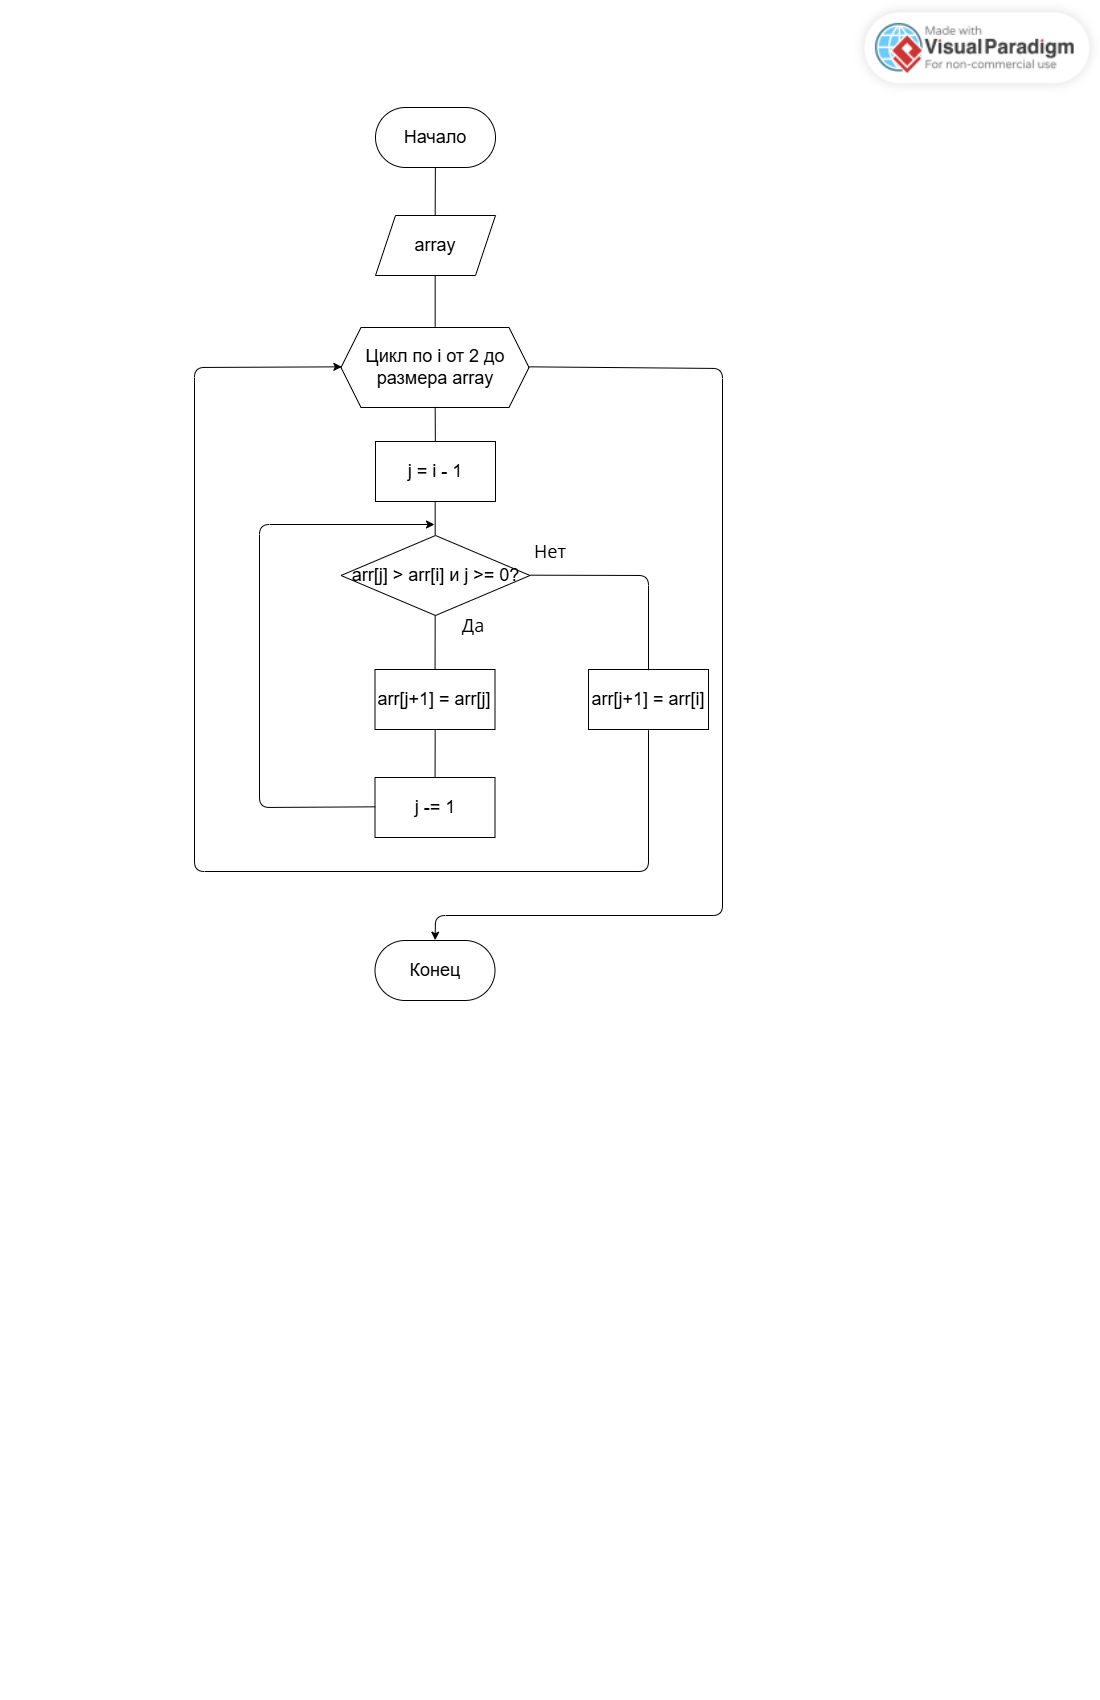 Made with
Visual Paradigm
For non-commercial use
Начало
array
Цикл по i от 2 до
размера array
j = i - 1
arr[j] > arr[i] и j >= 0?
Нет
Да
arr[j+1] = arr[j]
arr[j+1] = arr[i]
j -= 1
Конец